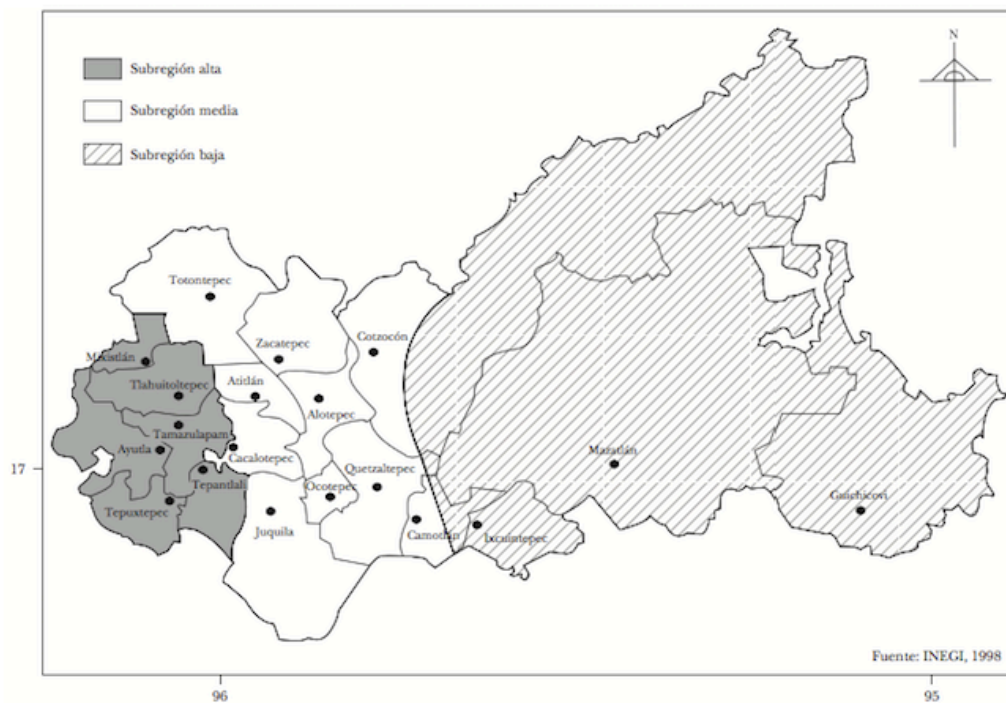 N
Subregión alta
Subregión media
Subregión baja
Totontepec
Zacatepec
Cotzocón
Mixistlán
Tlahuitoltepec
Atitlán
Alotepec
Tamazulapam
Ayutla
Cacalotepec
Mazatlán
17
Tepantlali
Quetzaltepec
Ocotepec
Guichicovi
Tepuxtepec
Juquila
Camotlán
Ixcuintepec
Fuente: INEGI, 1998
96
95